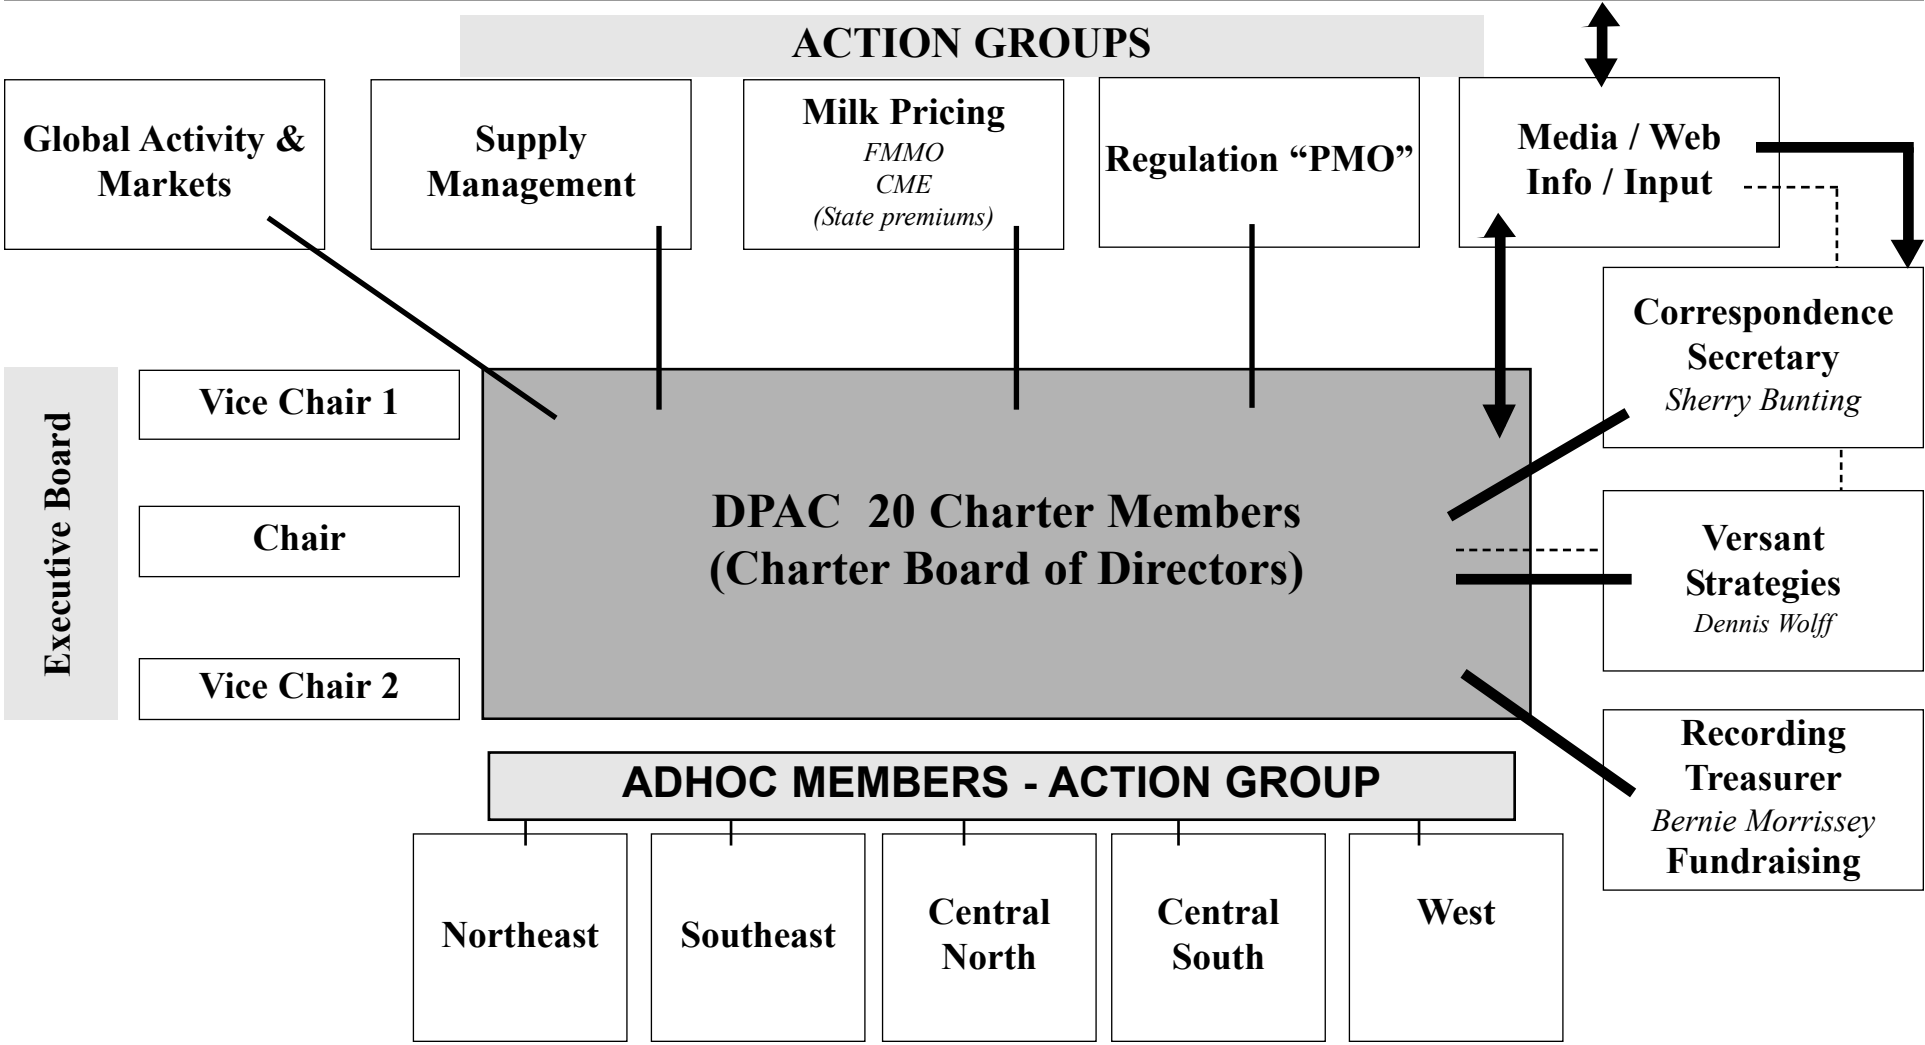 ACTION GROUPS
Global Activity &
Markets
Supply
Management
Milk Pricing
FMMO
CME
(State premiums)
Regulation “PMO”
Media / Web
Info / Input
Correspondence
Secretary
Sherry Bunting
Executive Board
Vice Chair 1
Chair
Vice Chair 2
DPAC 20 Charter Members
(Charter Board of Directors)
Versant
Strategies
Dennis Wolff
Recording
Treasurer
Bernie Morrissey
Fundraising
ADHOC MEMBERS - ACTION GROUP
Northeast
Southeast
Central
North
Central
South
West